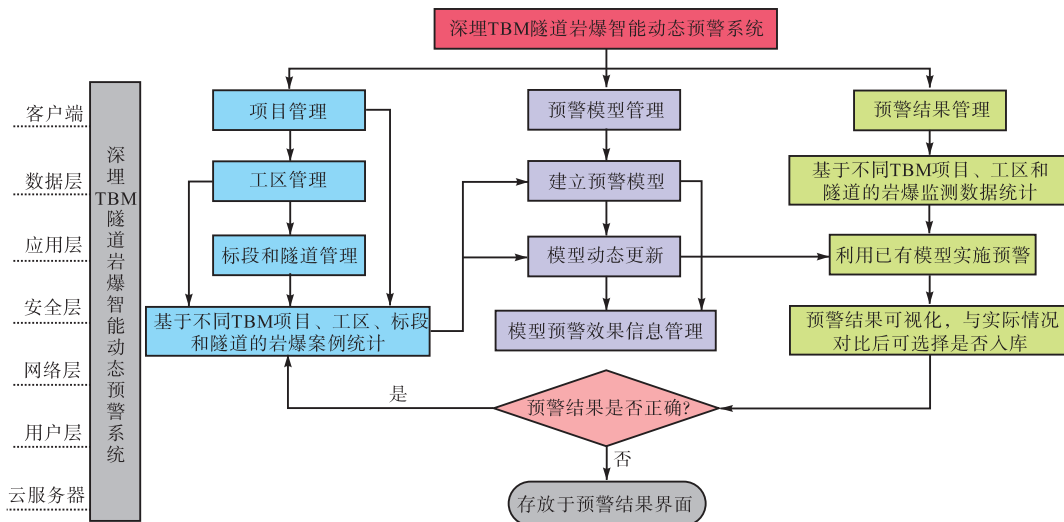 深埋TBM隧道岩爆智能动态预警系统
客户端
数据层
应用层
安全层
网络层
用户层
云服务器
深埋TBM隧道岩爆智能动态预警系统
项目管理
工区管理
标段和隧道管理
基于不同TBM项目、工区、标段
和隧道的岩爆案例统计
预警模型管理
建立预警模型
模型动态更新
模型预警效果信息管理
预警结果管理
基于不同TBM项目、工区和
隧道的岩爆监测数据统计
利用已有模型实施预警
预警结果可视化，与实际情况
对比后可选择是否入库
预警结果是否正确?
是
否
存放于预警结果界面